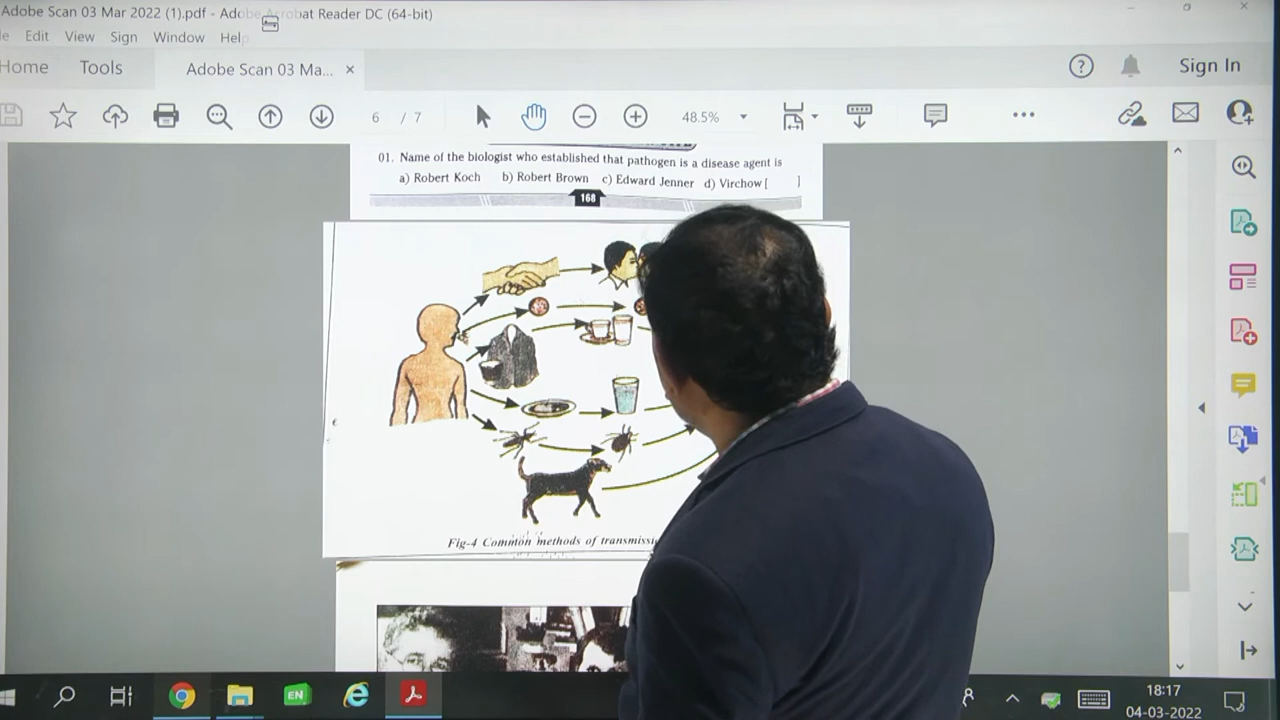 Adobe Scan 03 Mar 2022 (1).pdf - Adobe Acrobat Reader DC (64-bit)
Edit View Sign Window Help
Home Tools Adobe Scan 03 Ma... × Sign In
6 / 7 48.5%
01. Name of the biologist who established that pathogen is a disease agent is
a) Robert Koch b) Robert Brown c) Edward Jenner d) Virchow [ ]
168
Fig-4 Common methods of
EN
18:17
04-03-2022